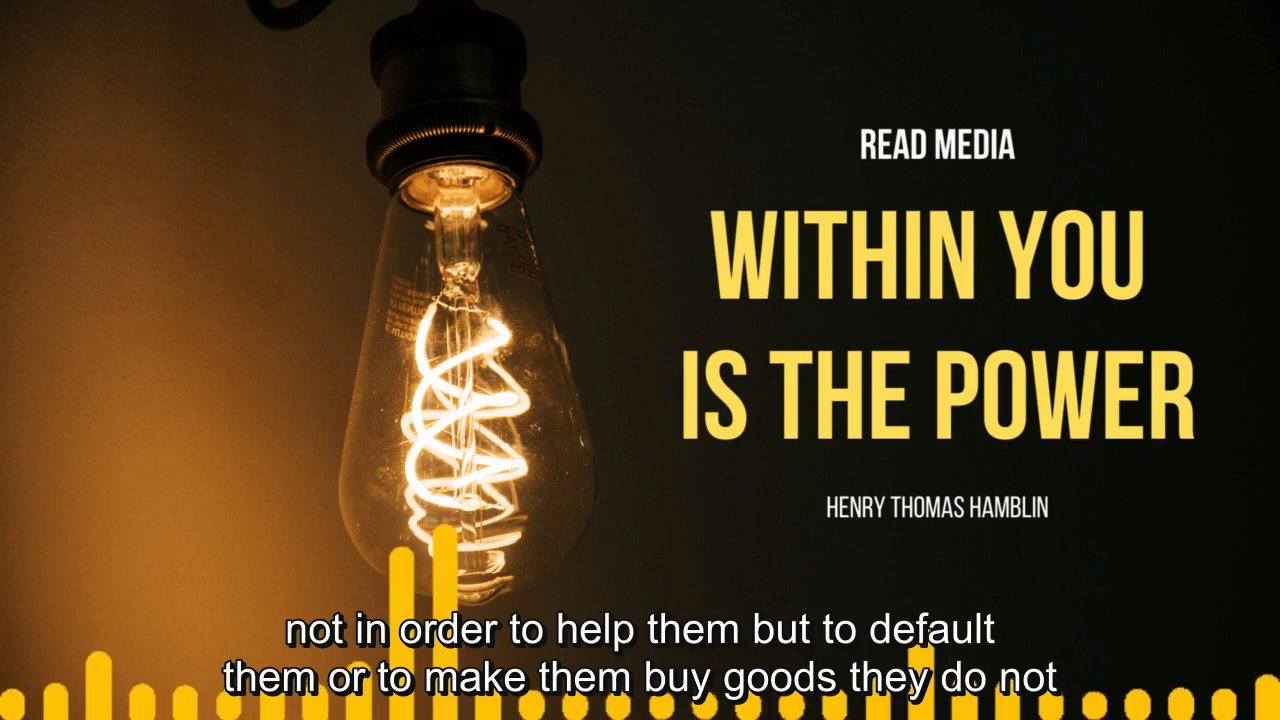 READ MEDIA
WITHIN YOU
IS THE POWER
HENRY THOMAS HAMBLIN
not in order to help them but to default
them or to make them buy goods they do not